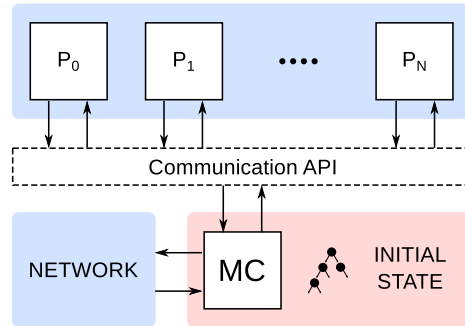 P0 P1 .... PN
Communication API
NETWORK
MC
INITIAL
STATE